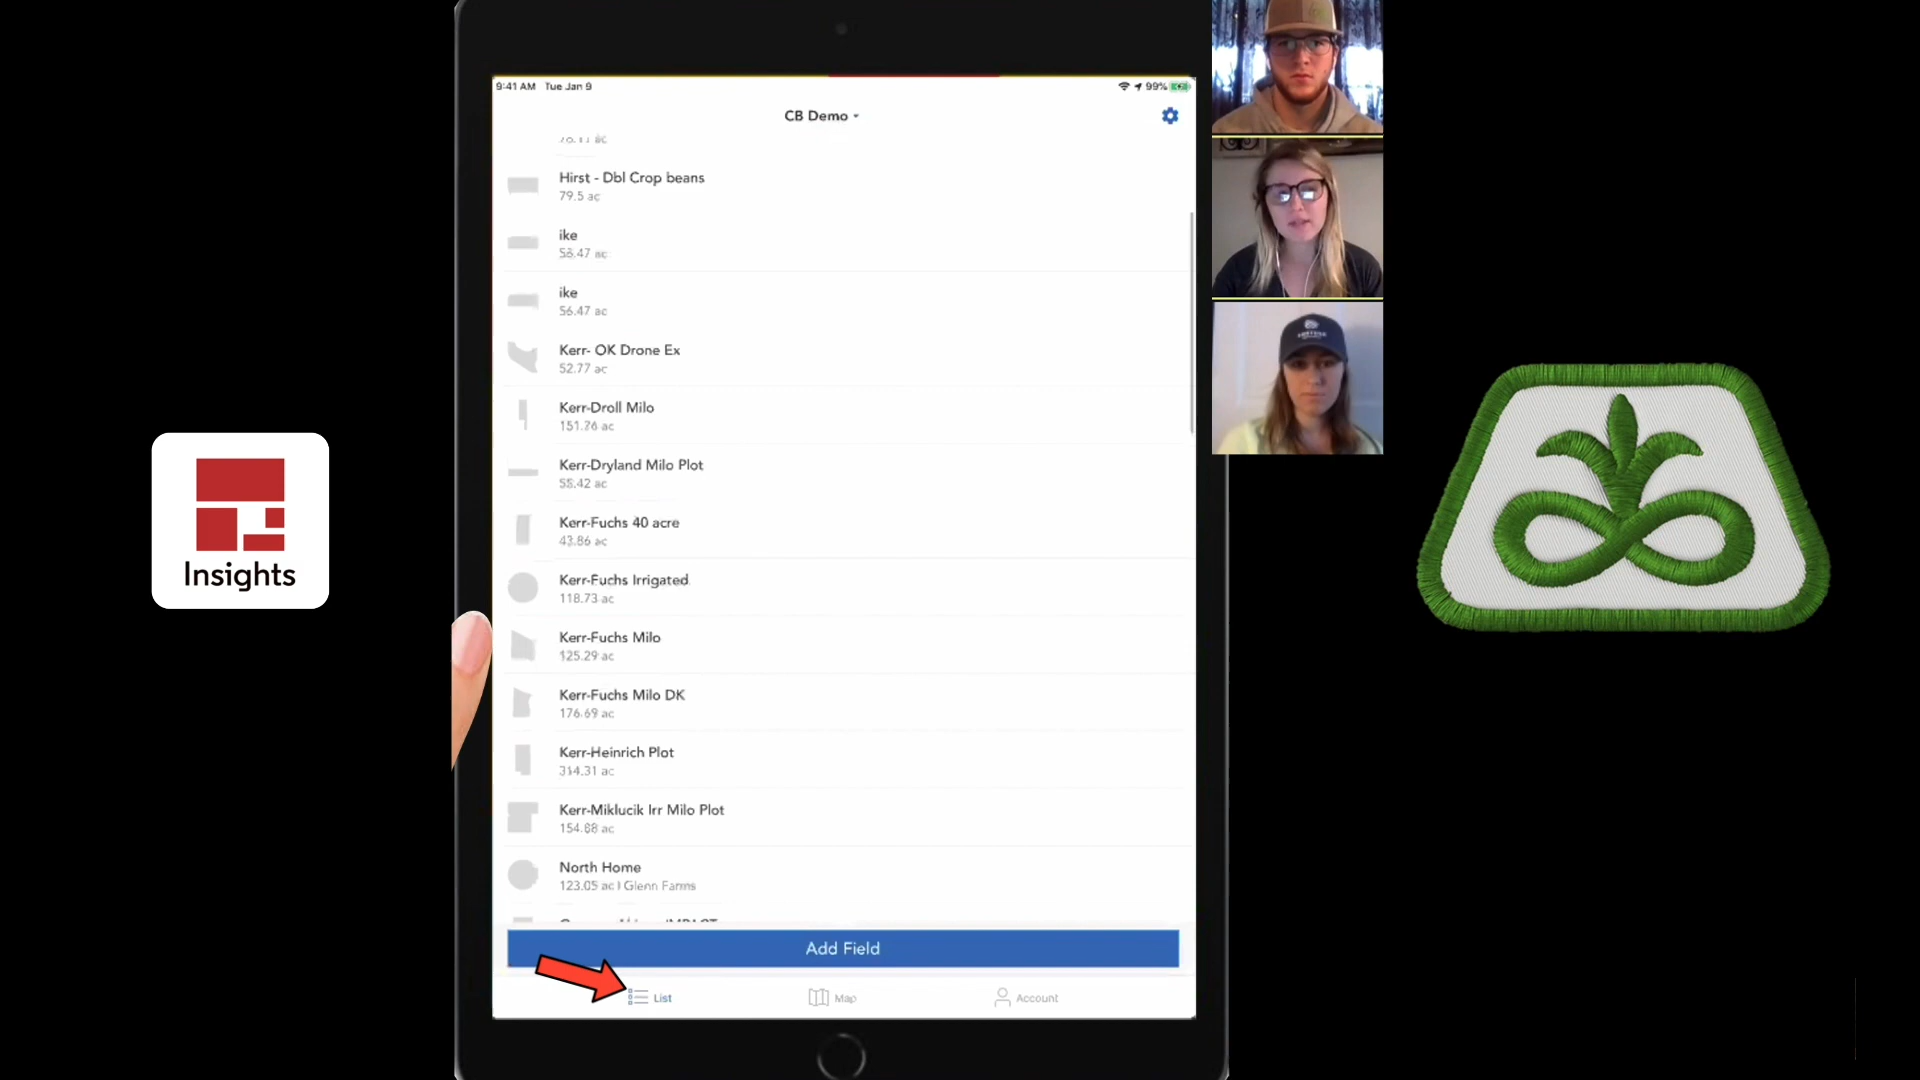 9:41 AM Tue Jan 9
99%
CB Demo
Hirst - Dbl Crop beans
79.5 ac
ike
56.47 ac
ike
56.47 ac
Kerr- OK Drone Ex
52.77 ac
Kerr-Droll Milo
151.76 ac
Kerr-Dryland Milo Plot
55.42 ac
Kerr-Fuchs 40 acre
43.86 ac
Kerr-Fuchs Irrigated
118.73 ac
Kerr-Fuchs Milo
125.29 ac
Kerr-Fuchs Milo DK
176.69 ac
Kerr-Heinrich Plot
314.31 ac
Kerr-Miklucik Irr Milo Plot
154.88 ac
North Home
123.05 ac | Glenn Farms
Add Field
List
Map
Account
Insights